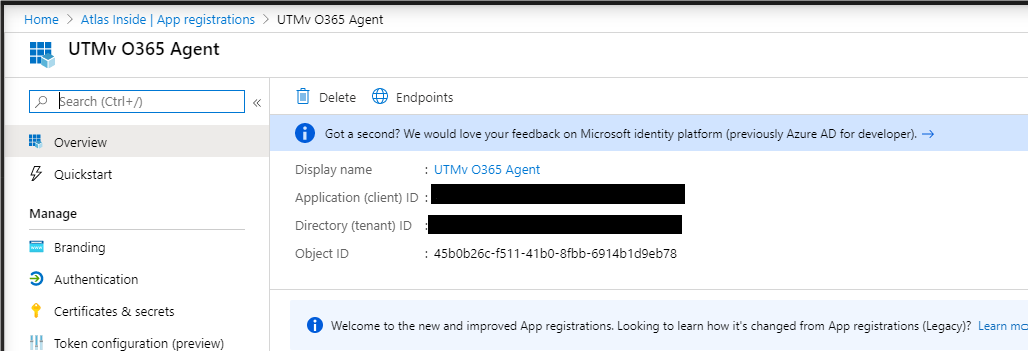 Home > Atlas Inside | App registrations > UTMv O365 Agent
UTMv O365 Agent
Search (Ctrl+/)
«
Overview
Quickstart
Manage
Branding
Authentication
Certificates & secrets
Token configuration (preview)
Delete Endpoints
Got a second? We would love your feedback on Microsoft identity platform (previously Azure AD for developer). →
Display name : UTMv O365 Agent
Application (client) ID :
Directory (tenant) ID :
Object ID : 45b0b26c-f511-41b0-8fbb-6914b1d9eb78
Welcome to the new and improved App registrations. Looking to learn how it's changed from App registrations (Legacy)? Learn